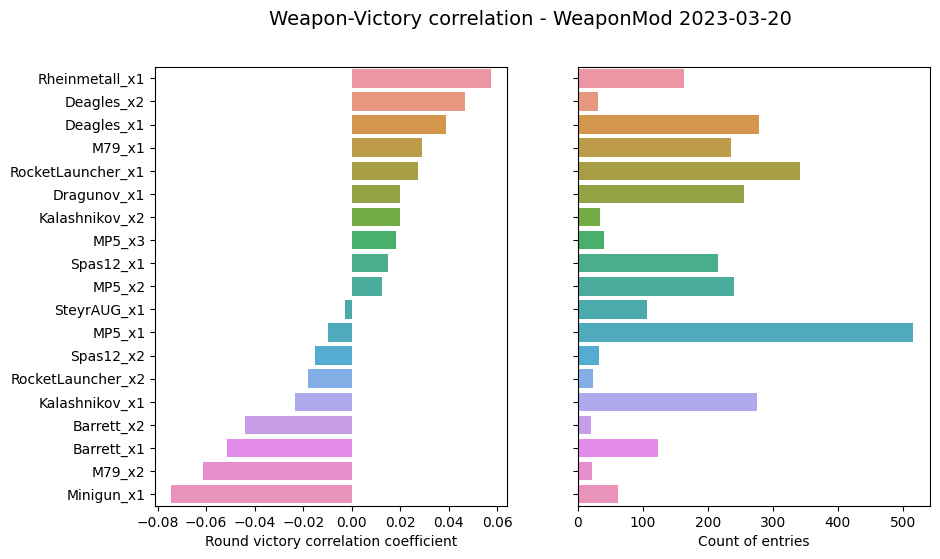 Weapon-Victory correlation - WeaponMod 2023-03-20
Rheinmetall_x1
Deagles_x2
Deagles_x1
M79_x1
RocketLauncher_x1
Dragunov_x1
Kalashnikov_x2
MP5_x3
Spas12_x1
MP5_x2
SteyrAUG_x1
MP5_x1
Spas12_x2
RocketLauncher_x2
Kalashnikov_x1
Barrett_x2
Barrett_x1
M79_x2
Minigun_x1
−0.08 −0.06 −0.04 −0.02 0.00 0.02 0.04 0.06
Round victory correlation coefficient
0 100 200 300 400 500
Count of entries